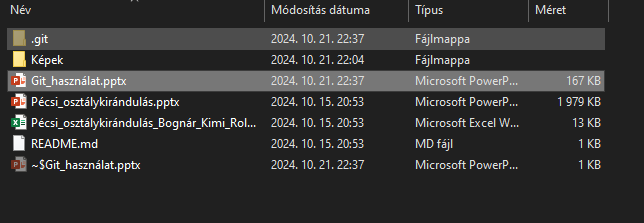 Név Módosítás dátuma Típus Méret
.git 2024. 10. 21. 22:37 Fájlmappa
Képek 2024. 10. 21. 22:04 Fájlmappa
Git_használat.pptx 2024. 10. 21. 22:37 Microsoft PowerP... 167 KB
Pécsi_osztálykirándulás.pptx 2024. 10. 15. 20:53 Microsoft PowerP... 1 979 KB
Pécsi_osztálykirándulás_Bognár_Kimi_Rol... 2024. 10. 15. 20:53 Microsoft Excel W... 13 KB
README.md 2024. 10. 15. 20:53 MD fájl 1 KB
~$Git_használat.pptx 2024. 10. 21. 22:37 Microsoft PowerP... 1 KB